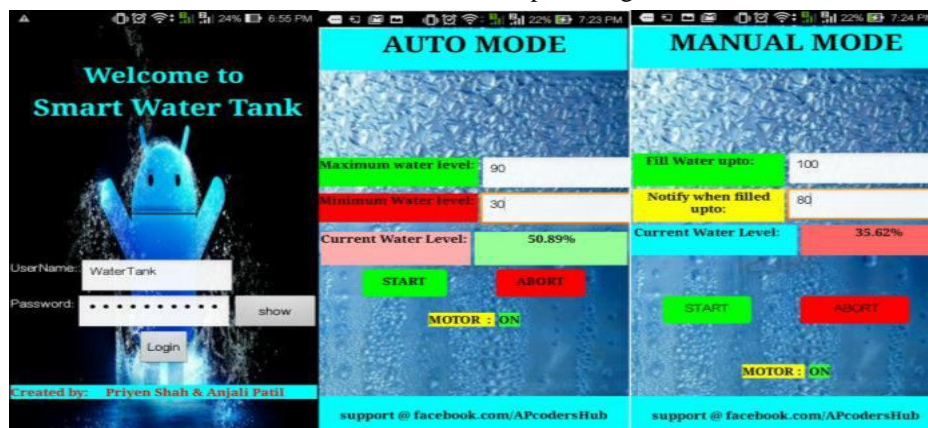 24% 6:55 PM
Welcome to
Smart Water Tank
UserName:
WaterTank
Password:
show
Login
Created by: Priyen Shah & Anjali Patil
22% 7:23 PM
AUTO MODE
Maximum water level:
90
Minimum Water level:
30
Current Water Level:
50.89%
START
ABORT
MOTOR : ON
support @ facebook.com/APcodersHub
22% 7:24 PM
MANUAL MODE
Fill Water upto:
100
Notify when filled
upto:
80
Current Water Level:
35.62%
START
ABORT
MOTOR : ON
support @ facebook.com/APcodersHub